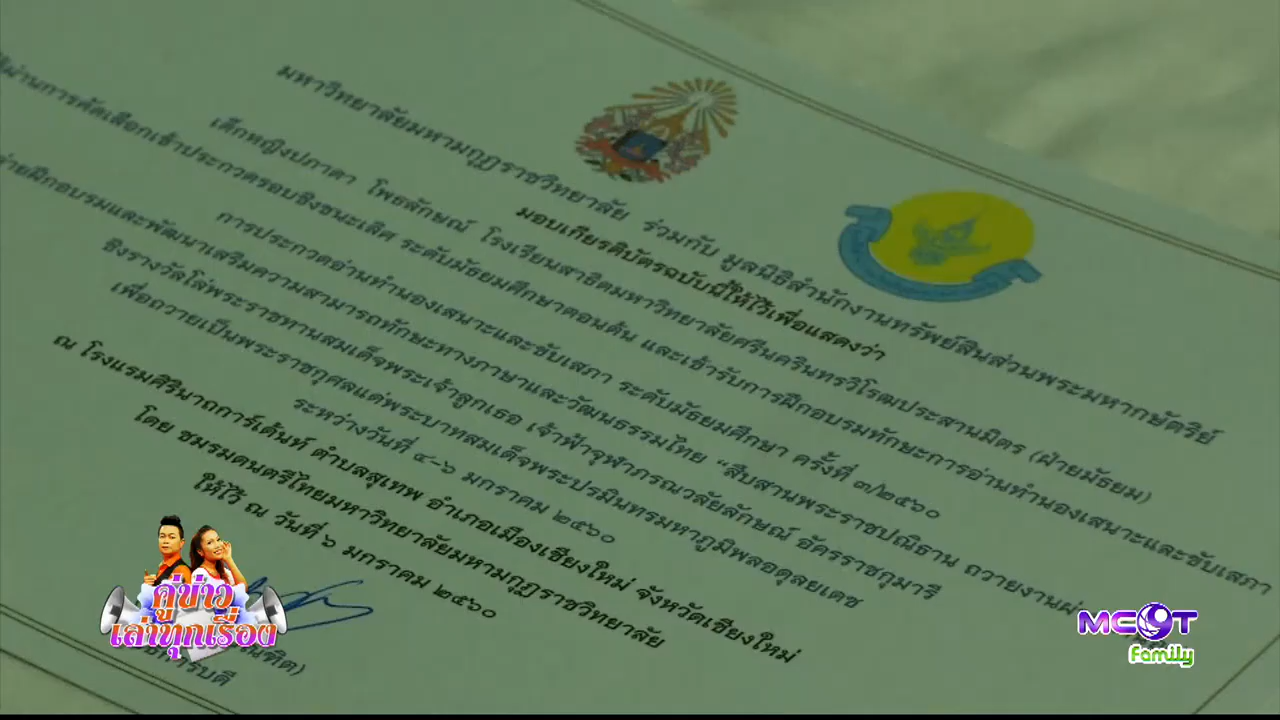 มหาวิทยาลัยมหามกุฏราชวิทยาลัย ร่วมกับ มูลนิธิสำนักงานทรัพย์สินส่วนพระมหากษัตริย์
มอบเกียรติบัตรฉบับนี้ให้ไว้เพื่อแสดงว่า
เด็กหญิงปภาดา โพธลักษณ์ โรงเรียนสาธิตมหาวิทยาลัยศรีนครินทรวิโรฒประสานมิตร (ฝ่ายมัธยม)
ผ่านการคัดเลือกเข้าประกวดรอบชิงชนะเลิศ ระดับมัธยมศึกษาตอนต้น และเข้ารับการฝึกอบรมทักษะการอ่านทำนองเสนาะและขับเสภา
การประกวดอ่านทำนองเสนาะและขับเสภา ระดับมัธยมศึกษา ครั้งที่ ๓/๒๕๖๐
ฝึกอบรมและพัฒนาเสริมความสามารถทักษะทางภาษาและวัฒนธรรมไทย “สืบสานพระราชปณิธาน ถวายงานแม่
ชิงรางวัลโล่พระราชทานสมเด็จพระเจ้าลูกเธอ เจ้าฟ้าจุฬาภรณวลัยลักษณ์ อัครราชกุมารี
เพื่อถวายเป็นพระราชกุศลแด่พระบาทสมเด็จพระปรมินทรมหาภูมิพลอดุลยเดช
ระหว่างวันที่ ๔-๖ มกราคม ๒๕๖๐
ณ โรงแรมศิรินาถการ์เด้นท์ ตำบลสุเทพ อำเภอเมืองเชียงใหม่ จังหวัดเชียงใหม่
โดย ชมรมดนตรีไทยมหาวิทยาลัยมหามกุฏราชวิทยาลัย
ให้ไว้ ณ วันที่ ๖ มกราคม ๒๕๖๐
คู่ข่าว
เล่าทุกเรื่อง
MCOT
Family